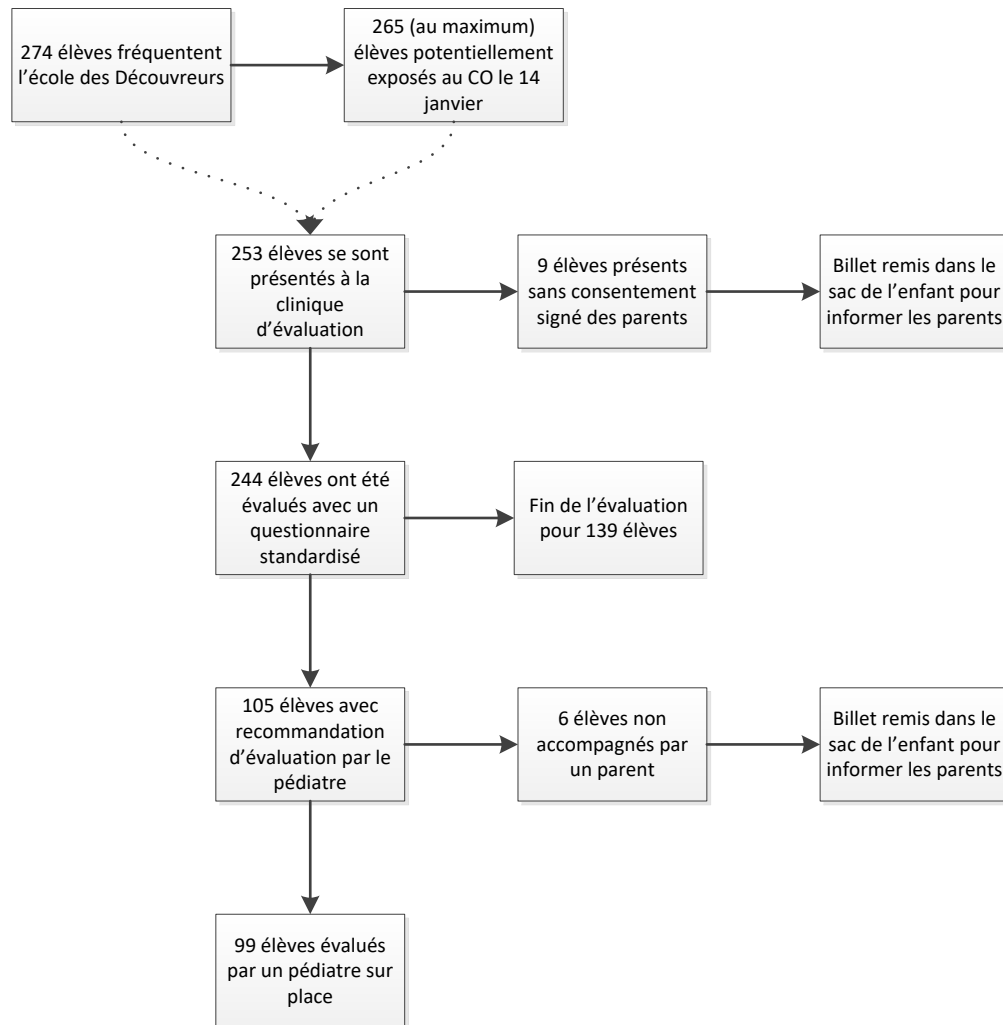 274 élèves fréquentent
l’école des Découvreurs
265 (au maximum)
élèves potentiellement
exposés au CO le 14
janvier
253 élèves se sont
présentés à la
clinique
d’évaluation
9 élèves présents
sans consentement
signé des parents
Billet remis dans le
sac de l’enfant pour
informer les parents
244 élèves ont été
évalués avec un
questionnaire
standardisé
Fin de l’évaluation
pour 139 élèves
105 élèves avec
recommandation
d’évaluation par le
pédiatre
6 élèves non
accompagnés par
un parent
Billet remis dans le
sac de l’enfant pour
informer les parents
99 élèves évalués
par un pédiatre sur
place